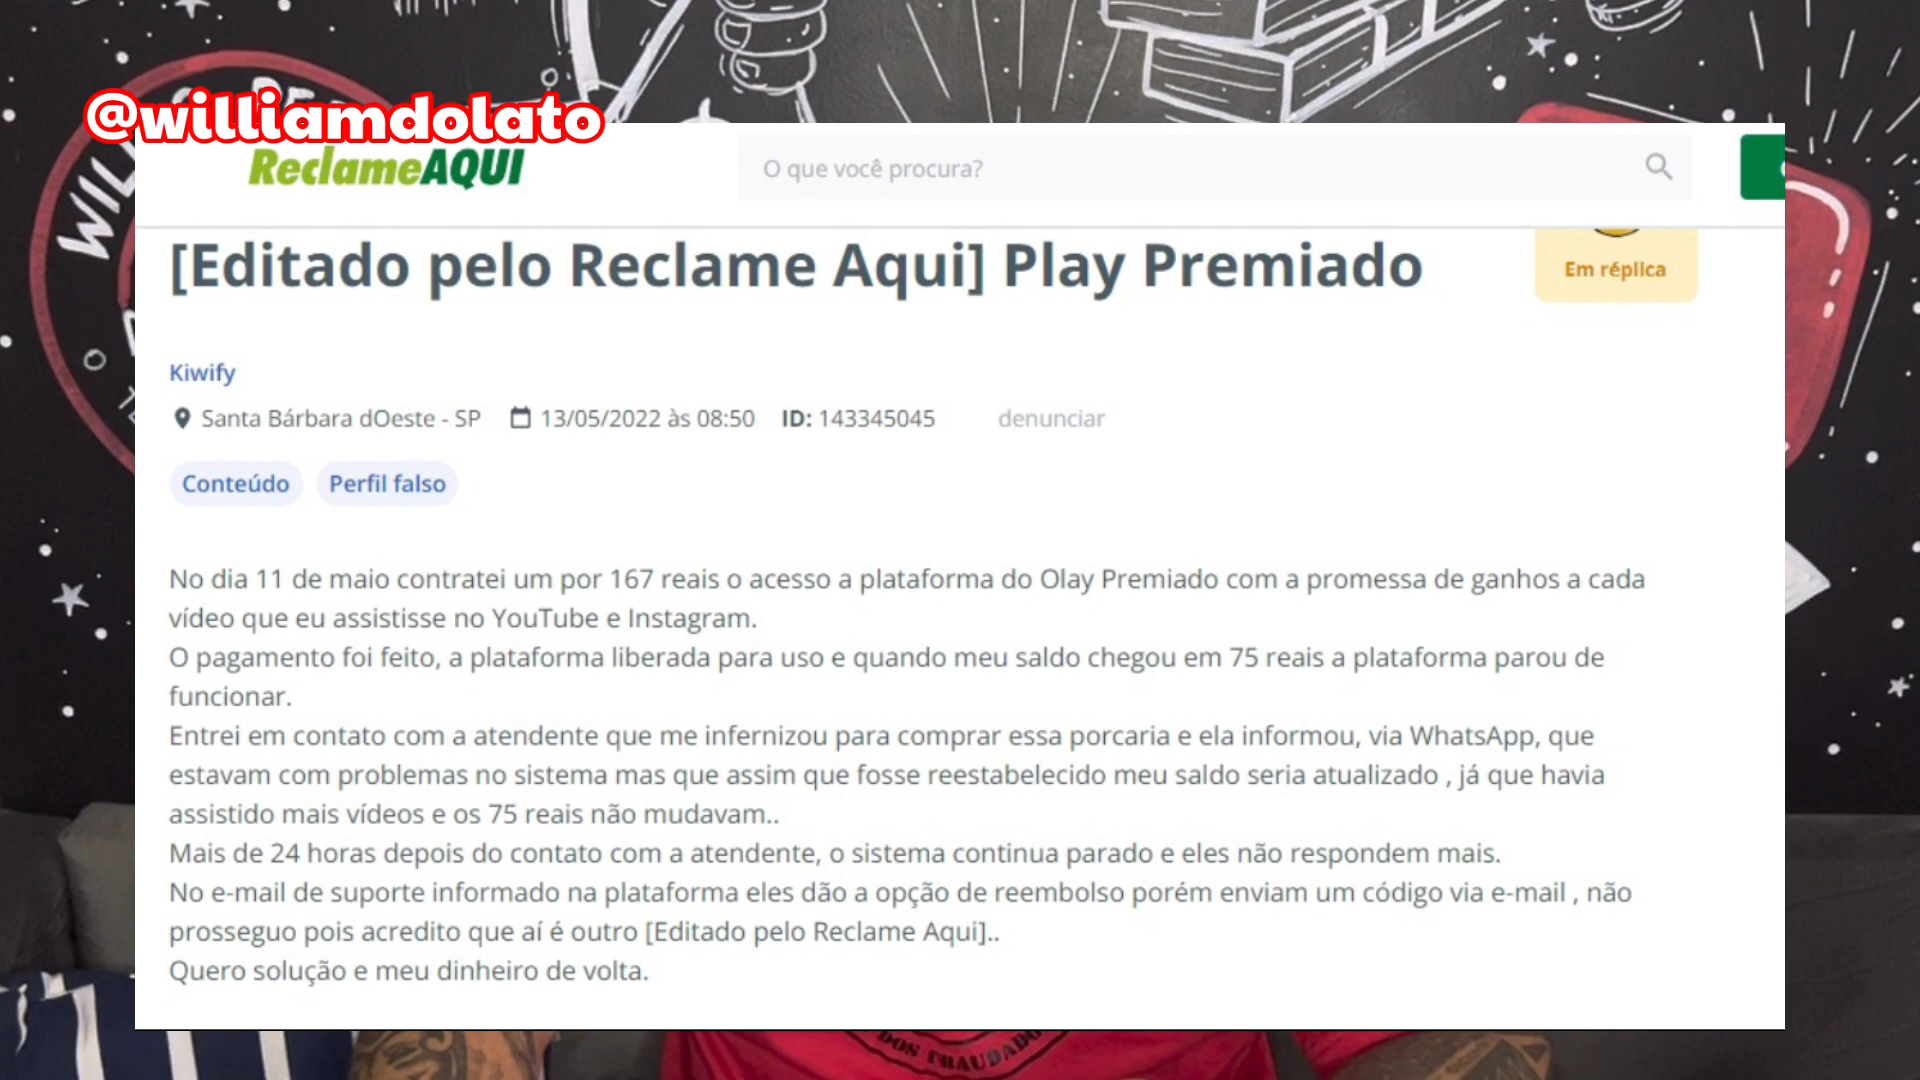 @williamdolato
WIL
ReclameAQUI
O que você procura?
[Editado pelo Reclame Aqui] Play Premiado
Em réplica
Kiwify
Santa Bárbara dOeste - SP 13/05/2022 às 08:50 ID: 143345045 denunciar
Conteúdo Perfil falso
No dia 11 de maio contratei um por 167 reais o acesso a plataforma do Olay Premiado com a promessa de ganhos a cada
vídeo que eu assistisse no YouTube e Instagram.
O pagamento foi feito, a plataforma liberada para uso e quando meu saldo chegou em 75 reais a plataforma parou de
funcionar.
Entrei em contato com a atendente que me infernizou para comprar essa porcaria e ela informou, via WhatsApp, que
estavam com problemas no sistema mas que assim que fosse reestabelecido meu saldo seria atualizado , já que havia
assistido mais vídeos e os 75 reais não mudavam..
Mais de 24 horas depois do contato com a atendente, o sistema continua parado e eles não respondem mais.
No e-mail de suporte informado na plataforma eles dão a opção de reembolso porém enviam um código via e-mail , não
prosseguo pois acredito que aí é outro [Editado pelo Reclame Aqui]..
Quero solução e meu dinheiro de volta.
DOS FRAUDADO